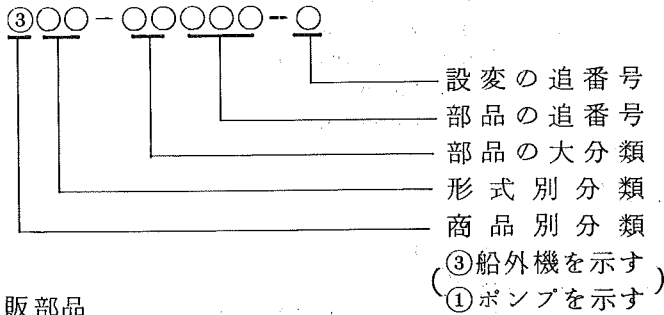 ③○○－○○○○○－○
設変の追番号
部品の追番号
部品の大分類
形式別分類
商品別分類
(③船外機を示す
①ポンプを示す)
販部品